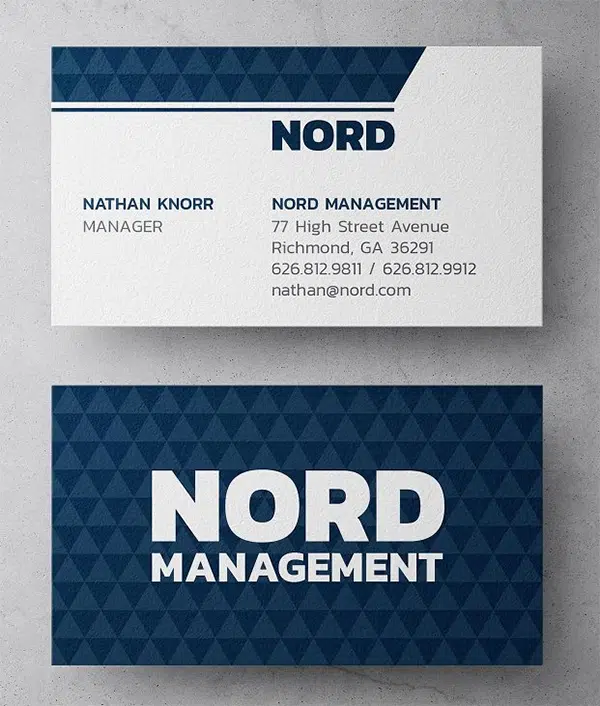 NORD
NATHAN KNORR
MANAGER
NORD MANAGEMENT
77 High Street Avenue
Richmond, GA 36291
626.812.9811 / 626.812.9912
nathan@nord.com
NORD
MANAGEMENT